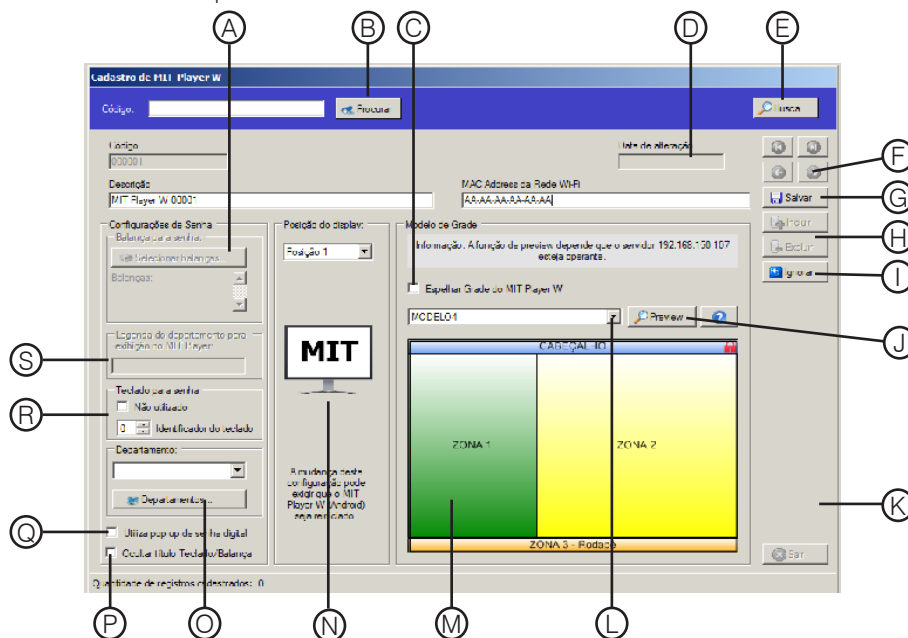 A
B
C
D
E
Cadastro de MIT Player W
Código:
Procurar
Busca...
Código
000001
Data de alteração
F
Descrição
MIT Player W 00001
MAC Address da Rede Wi-Fi
AA-AA-AA-AA-AA-AA
Salvar
G
Incluir
Excluir
H
Ignorar
I
Configurações de Senha
Balança para senha:
Selecionar balanças...
Balanças:
Posição do display:
Posição 1
Modelo de Grade
Informação: A função de preview depende que o servidor 192.168.150.107
esteja operante.
Espelhar Grade do MIT Player W
MODELO4
Preview
J
S
Legenda do departamento para
exibição no MIT Player:
MIT
CABEÇALHO
R
Teclado para senha
Não utilizado
0
Identificador do teclado
ZONA 1
ZONA 2
Departamento:
Departamentos...
A mudança desta
configuração pode
exigir que o MIT
Player W (Android)
seja reiniciado
K
Q
Utiliza pop up de senha digital
Ocultar título Teclado/Balança
ZONA 3 - Rodapé
Sair
Quantidade de registros cadastrados: 0
P
O
N
M
L